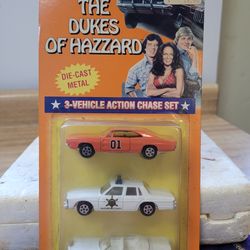 THE
DUKES
OF HAZZARD
DIE-CAST
METAL
3-VEHICLE ACTION CHASE SET
01